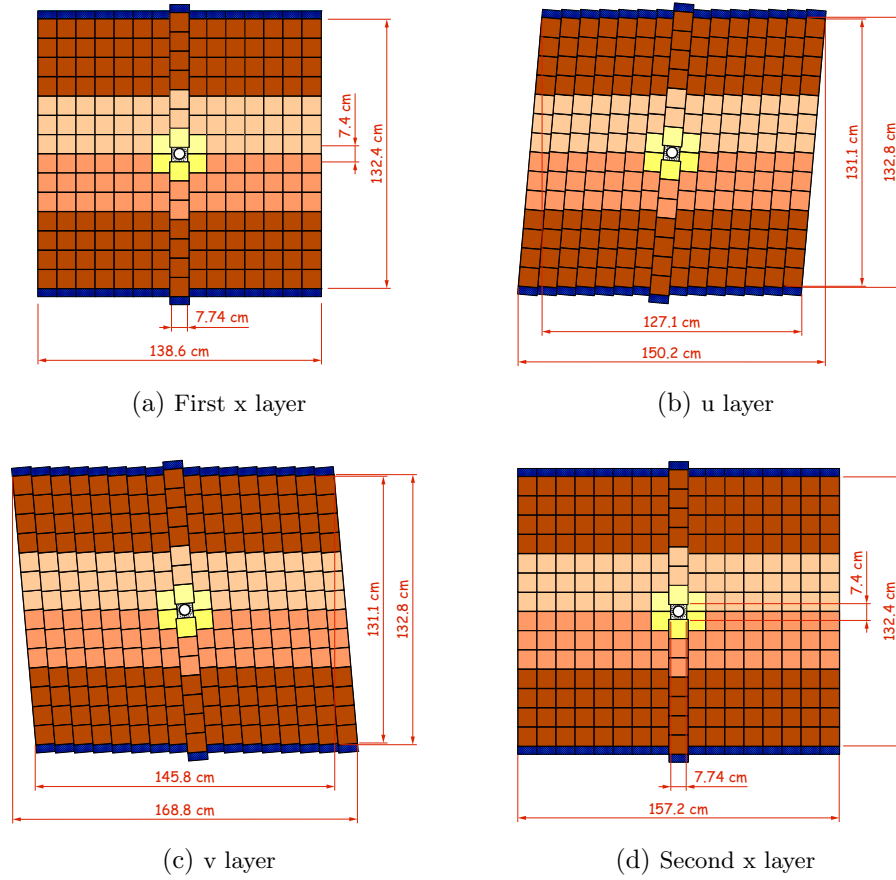 7.4 cm
132.4 cm
7.74 cm
138.6 cm
(a) First x layer
131.1 cm
132.8 cm
127.1 cm
150.2 cm
(b) u layer
131.1 cm
132.8 cm
145.8 cm
168.8 cm
(c) v layer
7.4 cm
132.4 cm
7.74 cm
157.2 cm
(d) Second x layer